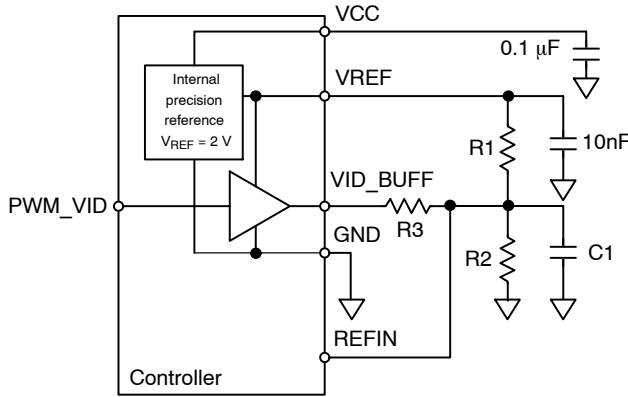 VCC
0.1 μF
Internal
precision
reference
VREF = 2 V
VREF
R1
10nF
PWM_VID
VID_BUFF
R3
GND
R2
C1
REFIN
Controller